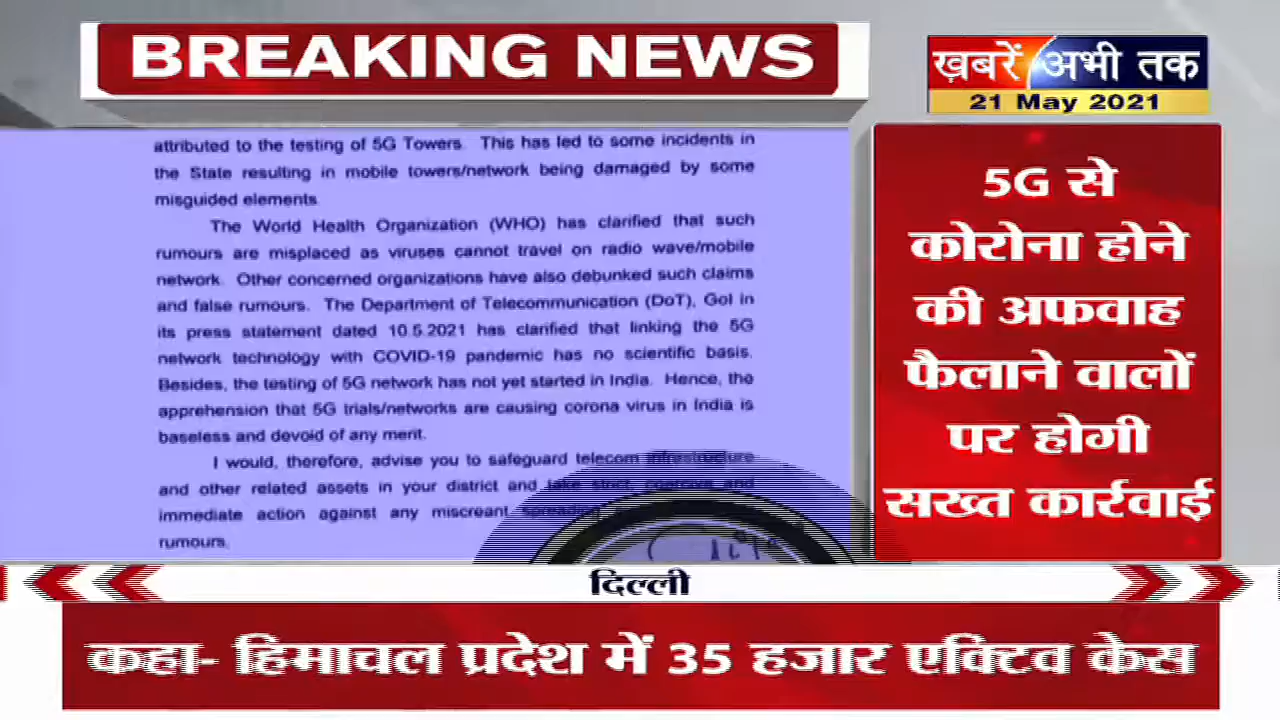 BREAKING NEWS
ख़बरें अभी तक
21 May 2021
attributed to the testing of 5G Towers. This has led to some incidents in
the State resulting in mobile towers/network being damaged by some
misguided elements.
The World Health Organization (WHO) has clarified that such
rumours are misplaced as viruses cannot travel on radio wave/mobile
network. Other concerned organizations have also debunked such claims
and false rumours. The Department of Telecommunication (DoT), GoI in
its press statement dated 10.5.2021 has clarified that linking the 5G
network technology with COVID-19 pandemic has no scientific basis.
Besides, the testing of 5G network has not yet started in India. Hence, the
apprehension that 5G trials/networks are causing corona virus in India is
baseless and devoid of any merit.
I would, therefore, advise you to safeguard telecom infrastructure
and other related assets in your district and take strict, and
immediate action against any miscreant spreading
rumours.
5G से
कोरोना होने
की अफवाह
फैलाने वालों
पर होगी
सख्त कार्रवाई
दिल्ली
कहा- हिमाचल प्रदेश में 35 हजार एक्टिव केस